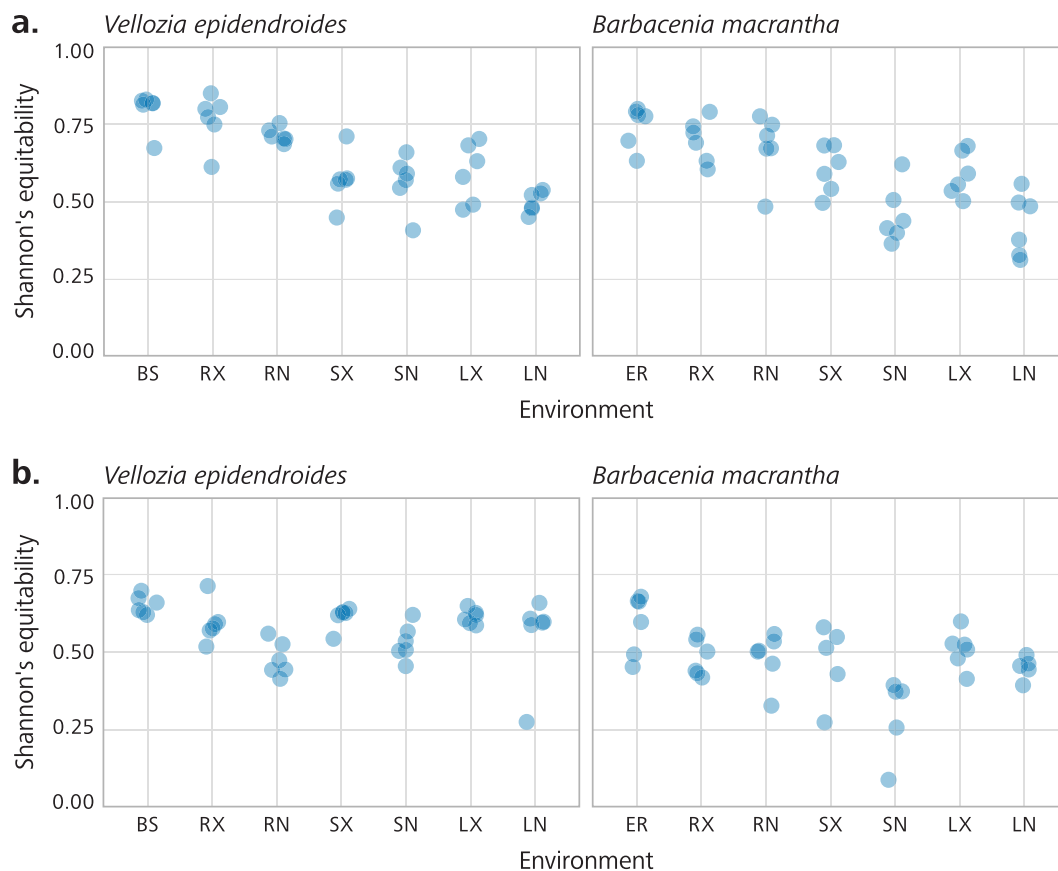 a.
Vellozia epidendroides
Barbacenia macrantha
Shannon's equitability
1.00
0.75
0.50
0.25
0.00
BS RX RN SX SN LX LN
ER RX RN SX SN LX LN
Environment
b.
Vellozia epidendroides
Barbacenia macrantha
Shannon's equitability
1.00
0.75
0.50
0.25
0.00
BS RX RN SX SN LX LN
ER RX RN SX SN LX LN
Environment